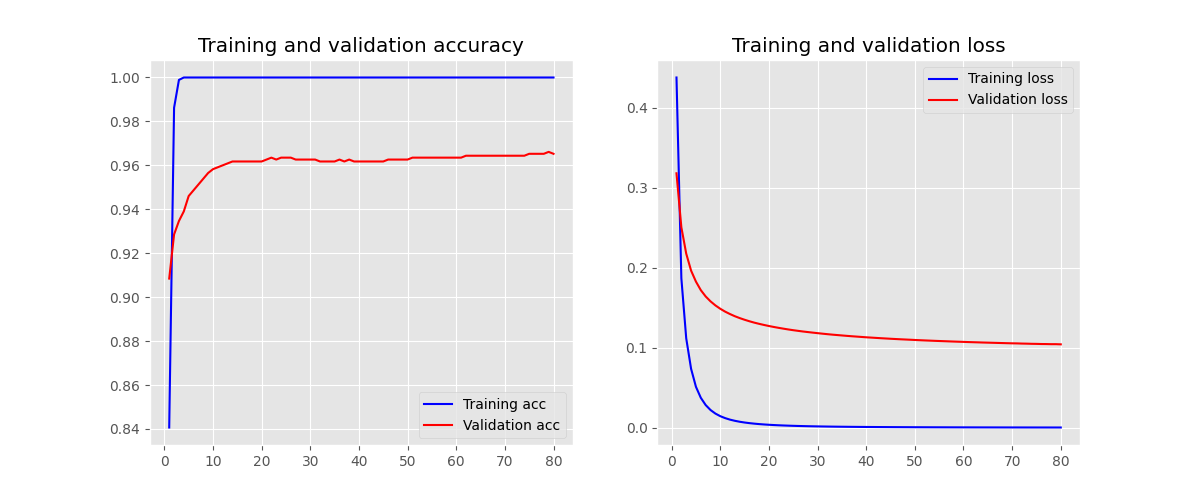 Training and validation accuracy
1.00
0.98
0.96
0.94
0.92
0.90
0.88
0.86
0.84
Training acc
Validation acc
0 10 20 30 40 50 60 70 80
Training and validation loss
Training loss
Validation loss
0.4
0.3
0.2
0.1
0.0
0 10 20 30 40 50 60 70 80